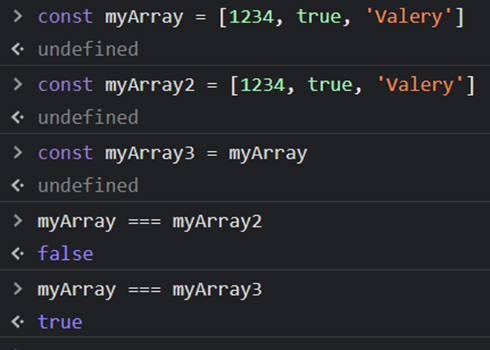 > const myArray = [1234, true, 'Valery']
<· undefined
> const myArray2 = [1234, true, 'Valery']
<· undefined
> const myArray3 = myArray
<· undefined
> myArray === myArray2
<· false
> myArray === myArray3
<· true